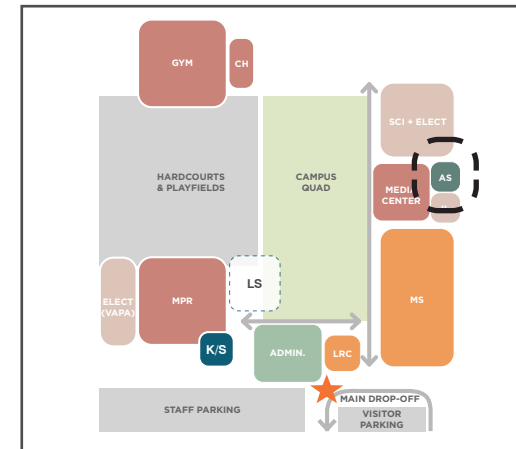 GYM
CH
SCI + ELECT
HARDCOURTS
& PLAYFIELDS
CAMPUS
QUAD
AS
MEDIA
CENTER
LS
ELECT
(VAPA)
MPR
MS
K/S
ADMIN.
LRC
MAIN DROP-OFF
STAFF PARKING
VISITOR
PARKING